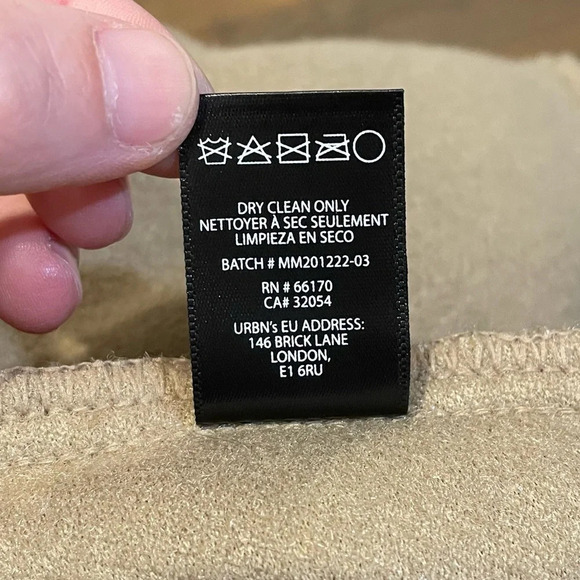 DRY CLEAN ONLY
NETTOYER À SEC SEULEMENT
LIMPIEZA EN SECO
BATCH # MM201222-03
RN # 66170
CA# 32054
URBN's EU ADDRESS:
146 BRICK LANE
LONDON,
E1 6RU